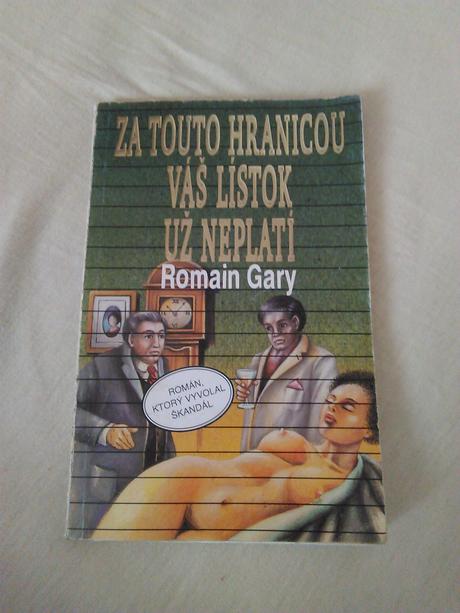 ZA TOUTO HRANICOU
VÁŠ LÍSTOK
UŽ NEPLATÍ
Romain Gary
ROMÁN,
KTORÝ VYVOLAL
ŠKANDÁL